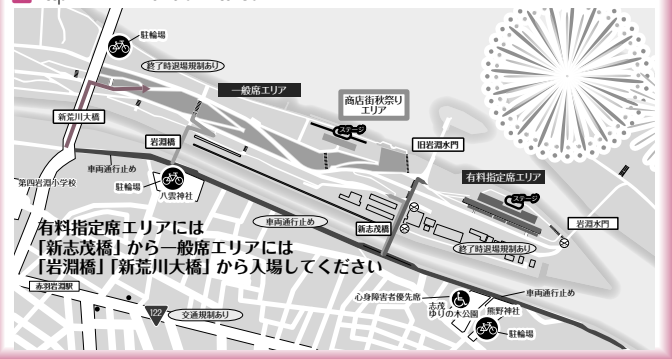 駐輪場
終了時退場規制あり
一般席エリア
商店街秋祭り
エリア
新荒川大橋
ステージ
岩淵橋
旧岩淵水門
車両通行止め
有料指定席エリア
第四岩淵小学校
駐輪場
八雲神社
ステージ
車両通行止め
新志茂橋
岩淵水門
有料指定席エリアには
「新志茂橋」から一般席エリアには
「岩淵橋」「新荒川大橋」から入場してください
終了時退場規制あり
赤羽岩淵駅
心身障害者優先席
車両通行止め
志茂
ゆりの木公園
熊野神社
122
交通規制あり
駐輪場